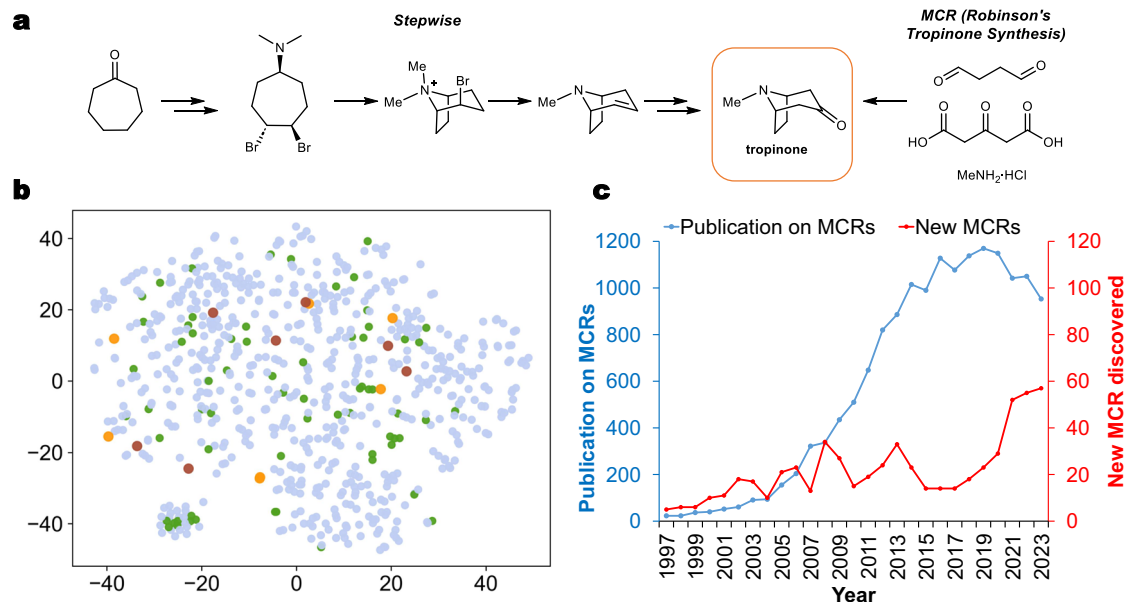 a
Stepwise
MCR (Robinson's
Tropinone Synthesis)
O
N
Br
Br
Me
N
+
Me
Br
Me
N
Me
N
O
tropinone
O
O
O
O
O
HO
OH
MeNH₂·HCl
b
40
20
0
−20
−40
−40
−20
0
20
40
c
Publication on MCRs
New MCRs
1200
1000
800
600
400
200
0
Publication on MCRs
120
100
80
60
40
20
0
New MCR discovered
1997
1999
2001
2003
2005
2007
2009
2011
2013
2015
2017
2019
2021
2023
Year